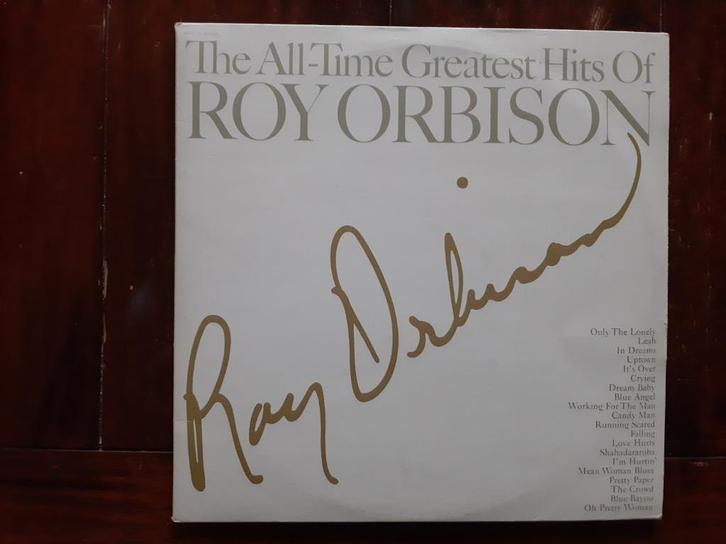 The All-Time Greatest Hits Of
ROY ORBISON
Roy Orbison
Only The Lonely
Leah
In Dreams
Uptown
It's Over
Crying
Dream Baby
Blue Angel
Working For The Man
Candy Man
Running Scared
Falling
Love Hurts
Shahadararoba
I'm Hurtin'
Mean Woman Blues
Pretty Paper
The Crowd
Blue Bayou
Oh Pretty Woman